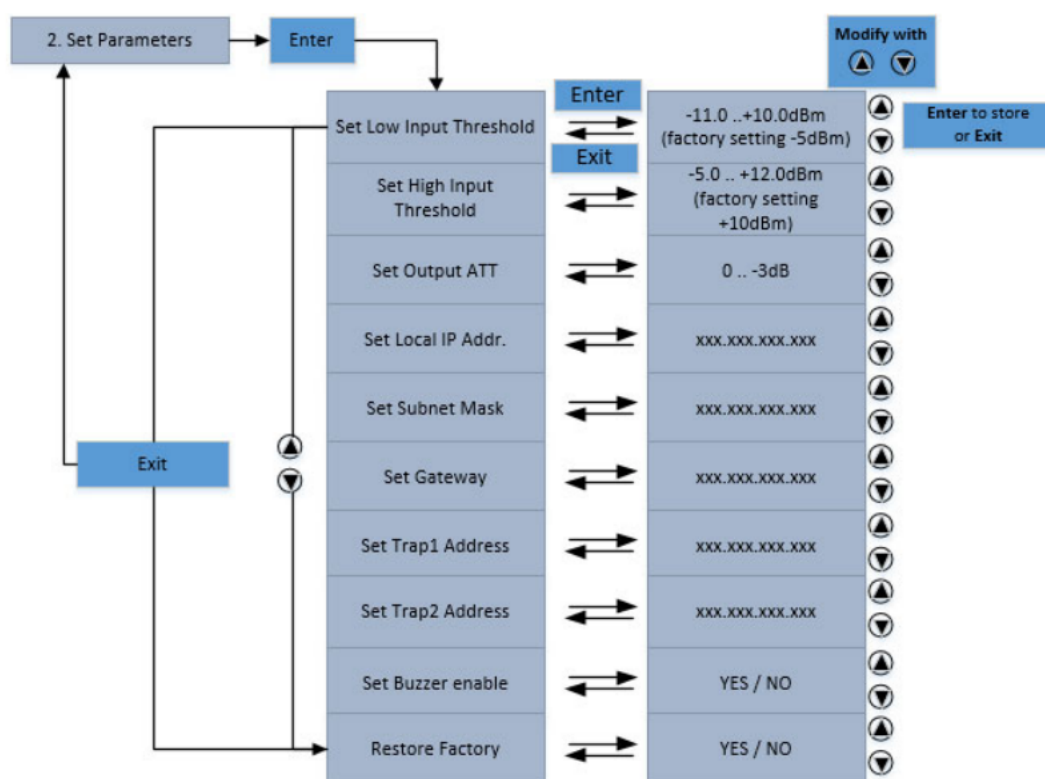 2. Set Parameters
Enter
Modify with
Enter
Set Low Input Threshold
-11.0 ..+10.0dBm
(factory setting -5dBm)
Enter to store
or Exit
Exit
Set High Input
Threshold
-5.0 .. +12.0dBm
(factory setting
+10dBm)
Set Output ATT
0 .. -3dB
Set Local IP Addr.
xxx.xxx.xxx.xxx
Set Subnet Mask
xxx.xxx.xxx.xxx
Exit
Set Gateway
xxx.xxx.xxx.xxx
Set Trap1 Address
xxx.xxx.xxx.xxx
Set Trap2 Address
xxx.xxx.xxx.xxx
Set Buzzer enable
YES / NO
Restore Factory
YES / NO